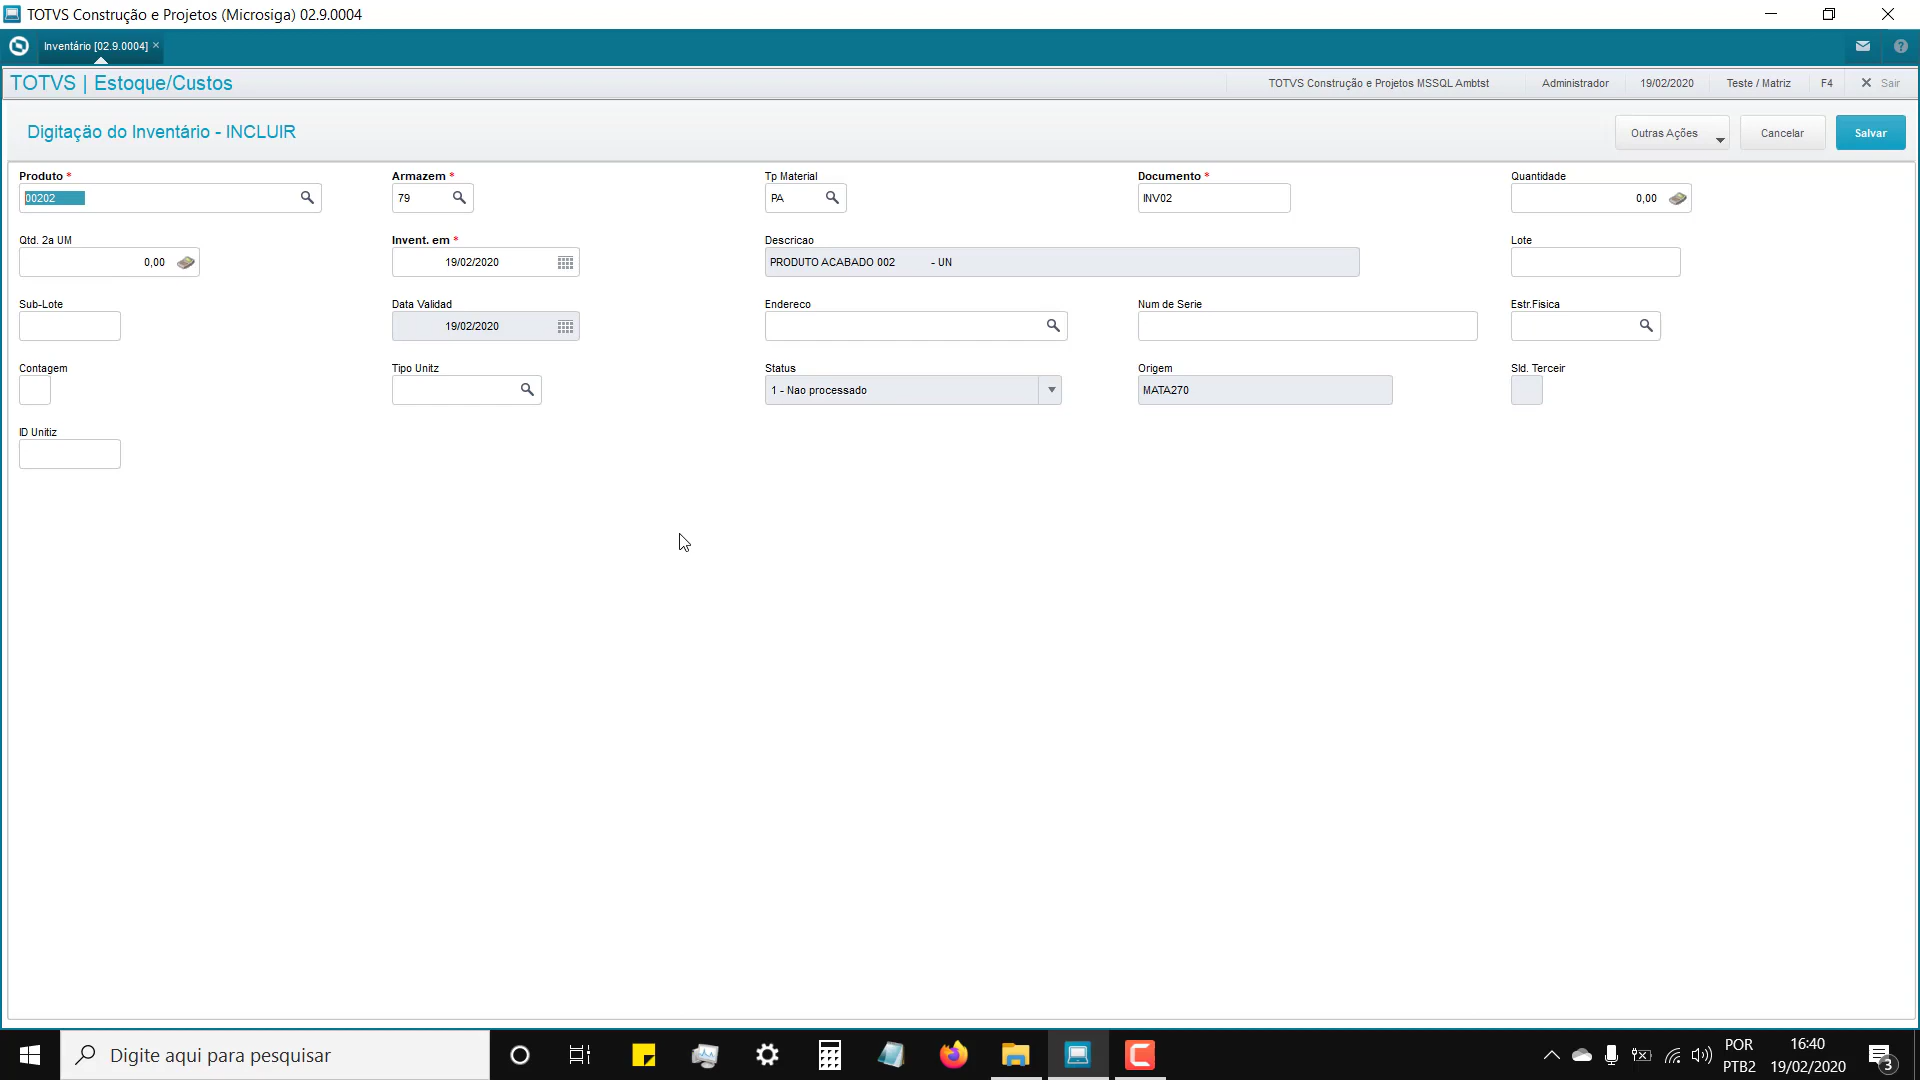 TOTVS Construção e Projetos (Microsiga) 02.9.0004
Inventário [02.9.0004] ×
TOTVS | Estoque/Custos
TOTVS Construção e Projetos MSSQL Ambtst
Administrador
19/02/2020
Teste / Matriz
F4
Sair
Digitação do Inventário - INCLUIR
Outras Ações
Cancelar
Salvar
Produto *
Armazem *
Tp Material
Documento *
Quantidade
00202
79
PA
INV02
0,00
Qtd. 2a UM
Invent. em *
Descricao
Lote
0,00
19/02/2020
PRODUTO ACABADO 002 - UN
Sub-Lote
Data Validad
Endereco
Num de Serie
Estr.Fisica
19/02/2020
Contagem
Tipo Unitz
Status
Origem
Sld. Terceir
1 - Nao processado
MATA270
ID Unitiz
Digite aqui para pesquisar
POR
PTB2
16:40
19/02/2020
3